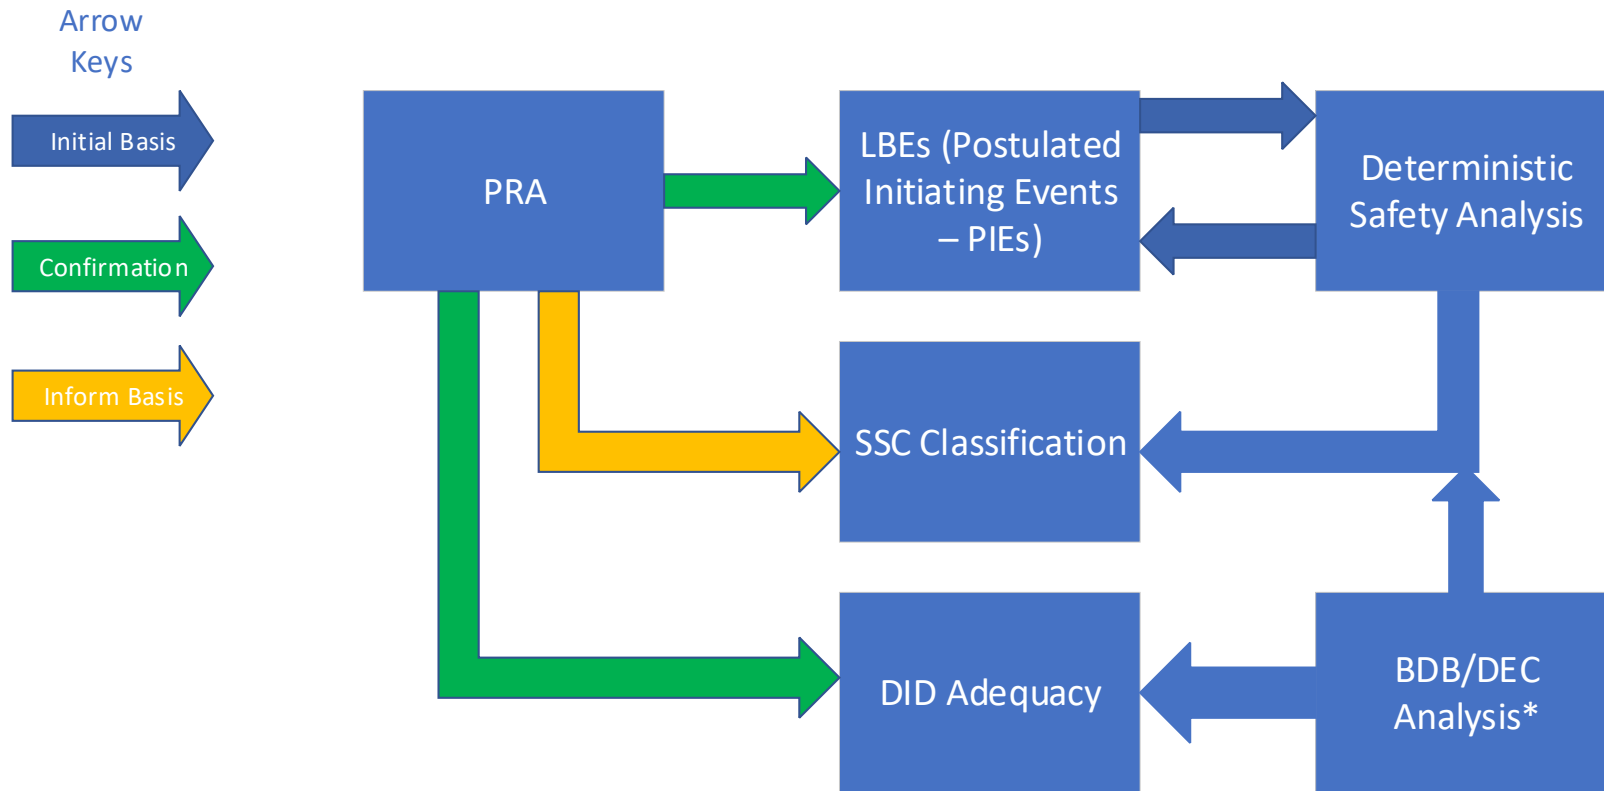 Arrow
Keys
Initial Basis
Confirmation
Inform Basis
PRA
LBEs (Postulated
Initiating Events
– PIEs)
Deterministic
Safety Analysis
SSC Classification
DID Adequacy
BDB/DEC
Analysis*